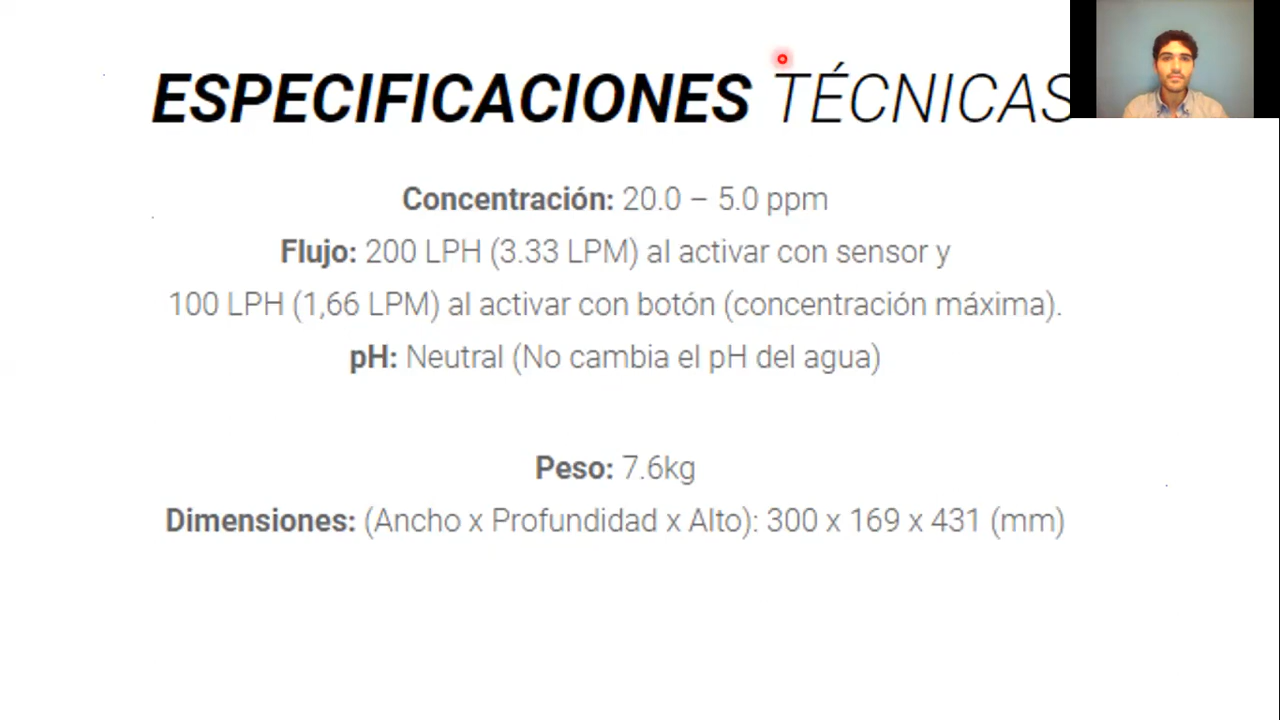 ESPECIFICACIONES TÉCNICAS
Concentración: 20.0 – 5.0 ppm
Flujo: 200 LPH (3.33 LPM) al activar con sensor y
100 LPH (1,66 LPM) al activar con botón (concentración máxima).
pH: Neutral (No cambia el pH del agua)
Peso: 7.6kg
Dimensiones: (Ancho x Profundidad x Alto): 300 x 169 x 431 (mm)